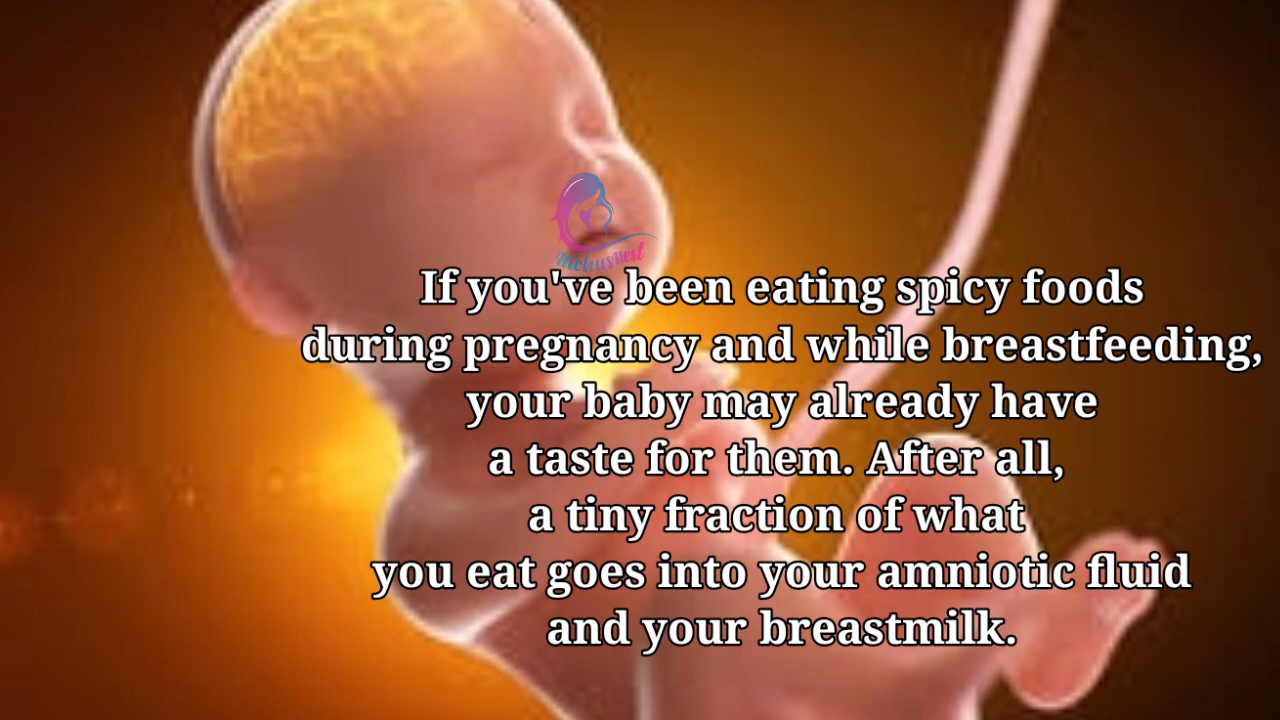 Michusnest
If you've been eating spicy foods
during pregnancy and while breastfeeding,
your baby may already have
a taste for them. After all,
a tiny fraction of what
you eat goes into your amniotic fluid
and your breastmilk.